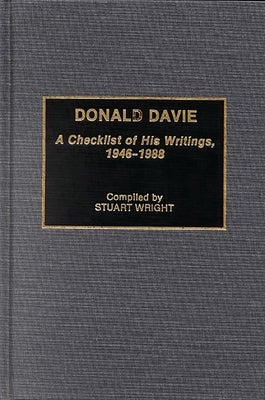 DONALD DAVIE
A Checklist of His Writings,
1946–1988
Compiled by
STUART WRIGHT